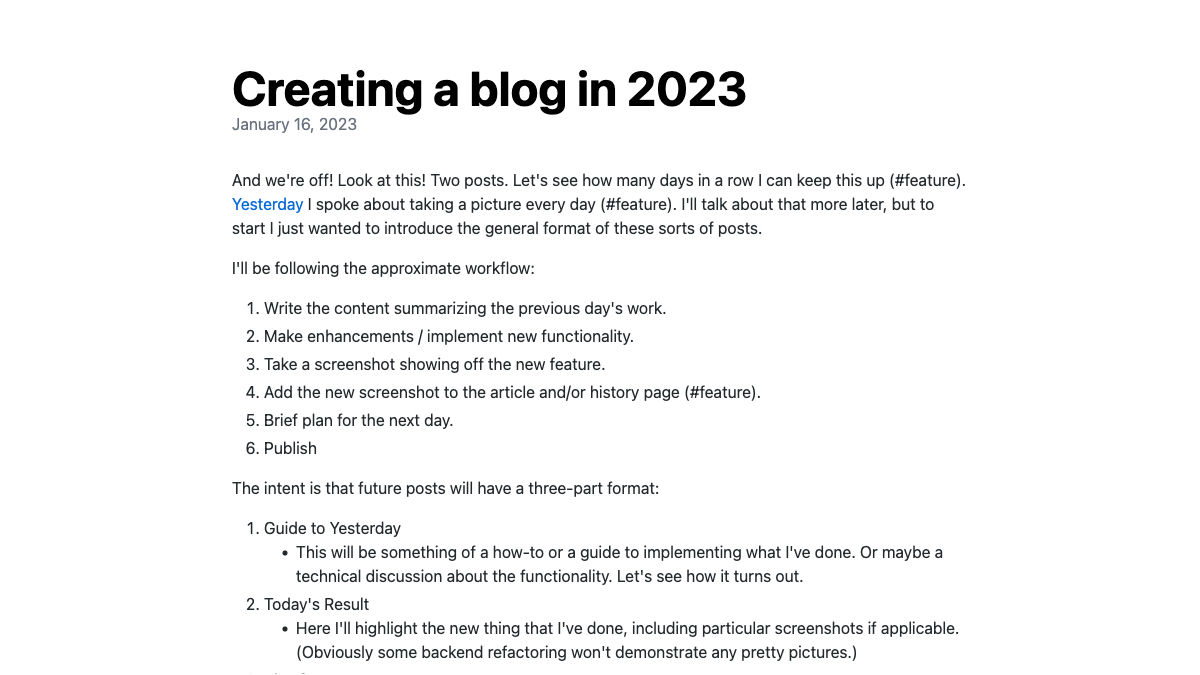 Creating a blog in 2023
January 16, 2023
And we're off! Look at this! Two posts. Let's see how many days in a row I can keep this up (#feature).
Yesterday I spoke about taking a picture every day (#feature). I'll talk about that more later, but to
start I just wanted to introduce the general format of these sorts of posts.
I'll be following the approximate workflow:
1. Write the content summarizing the previous day's work.
2. Make enhancements / implement new functionality.
3. Take a screenshot showing off the new feature.
4. Add the new screenshot to the article and/or history page (#feature).
5. Brief plan for the next day.
6. Publish
The intent is that future posts will have a three-part format:
1. Guide to Yesterday
• This will be something of a how-to or a guide to implementing what I've done. Or maybe a
technical discussion about the functionality. Let's see how it turns out.
2. Today's Result
• Here I'll highlight the new thing that I've done, including particular screenshots if applicable.
(Obviously some backend refactoring won't demonstrate any pretty pictures.)